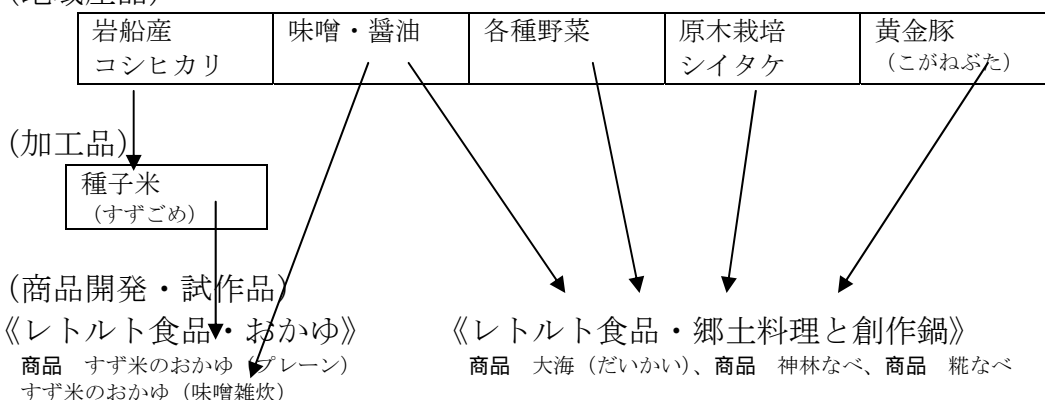 岩船産 味噌・醤油 各種野菜 原木栽培 黄金豚
コシヒカリ シイタケ （こがねぶた）
（加工品）
種子米
（すずごめ）
（商品開発・試作品）
《レトルト食品・おかゆ》 《レトルト食品・郷土料理と創作鍋》
商品 すず米のおかゆ（プレーン） 商品 大海（だいかい）、商品 神林なべ、商品 糀なべ
すず米のおかゆ（味噌雑炊）